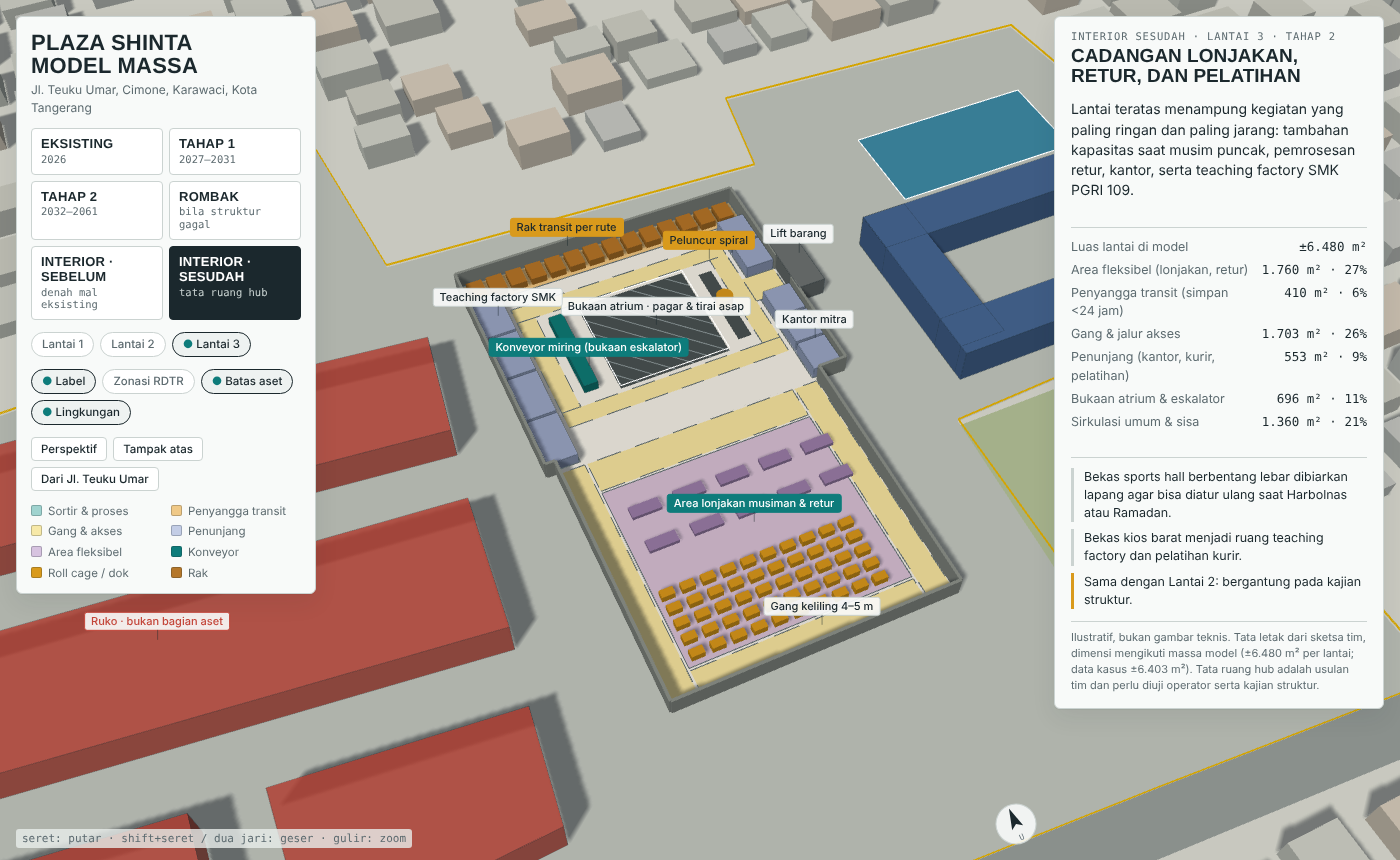 PLAZA SHINTA
MODEL MASSA
Jl. Teuku Umar, Cimone, Karawaci, Kota
Tangerang
EKSISTING
2026
TAHAP 1
2027–2031
TAHAP 2
2032–2061
ROMBAK
bila struktur
gagal
INTERIOR ·
SEBELUM
denah mal
eksisting
INTERIOR ·
SESUDAH
tata ruang hub
Lantai 1
Lantai 2
Lantai 3
Label
Zonasi RDTR
Batas aset
Lingkungan
Perspektif
Tampak atas
Dari Jl. Teuku Umar
Sortir & proses
Penyangga transit
Gang & akses
Penunjang
Area fleksibel
Konveyor
Roll cage / dok
Rak
Rak transit per rute
Peluncur spiral
Lift barang
Teaching factory SMK
Bukaan atrium · pagar & tirai asap
Kantor mitra
Konveyor miring (bukaan eskalator)
Area lonjakan musiman & retur
Gang keliling 4–5 m
Ruko · bukan bagian aset
seret: putar · shift+seret / dua jari: geser · gulir: zoom
U
INTERIOR SESUDAH · LANTAI 3 · TAHAP 2
CADANGAN LONJAKAN,
RETUR, DAN PELATIHAN
Lantai teratas menampung kegiatan yang
paling ringan dan paling jarang: tambahan
kapasitas saat musim puncak, pemrosesan
retur, kantor, serta teaching factory SMK
PGRI 109.
Luas lantai di model ±6.480 m²
Area fleksibel (lonjakan, retur) 1.760 m² · 27%
Penyangga transit (simpan 410 m² · 6%
<24 jam)
Gang & jalur akses 1.703 m² · 26%
Penunjang (kantor, kurir, 553 m² · 9%
pelatihan)
Bukaan atrium & eskalator 696 m² · 11%
Sirkulasi umum & sisa 1.360 m² · 21%
Bekas sports hall berbentang lebar dibiarkan
lapang agar bisa diatur ulang saat Harbolnas
atau Ramadan.
Bekas kios barat menjadi ruang teaching
factory dan pelatihan kurir.
Sama dengan Lantai 2: bergantung pada kajian
struktur.
Ilustratif, bukan gambar teknis. Tata letak dari sketsa tim,
dimensi mengikuti massa model (±6.480 m² per lantai;
data kasus ±6.403 m²). Tata ruang hub adalah usulan
tim dan perlu diuji operator serta kajian struktur.